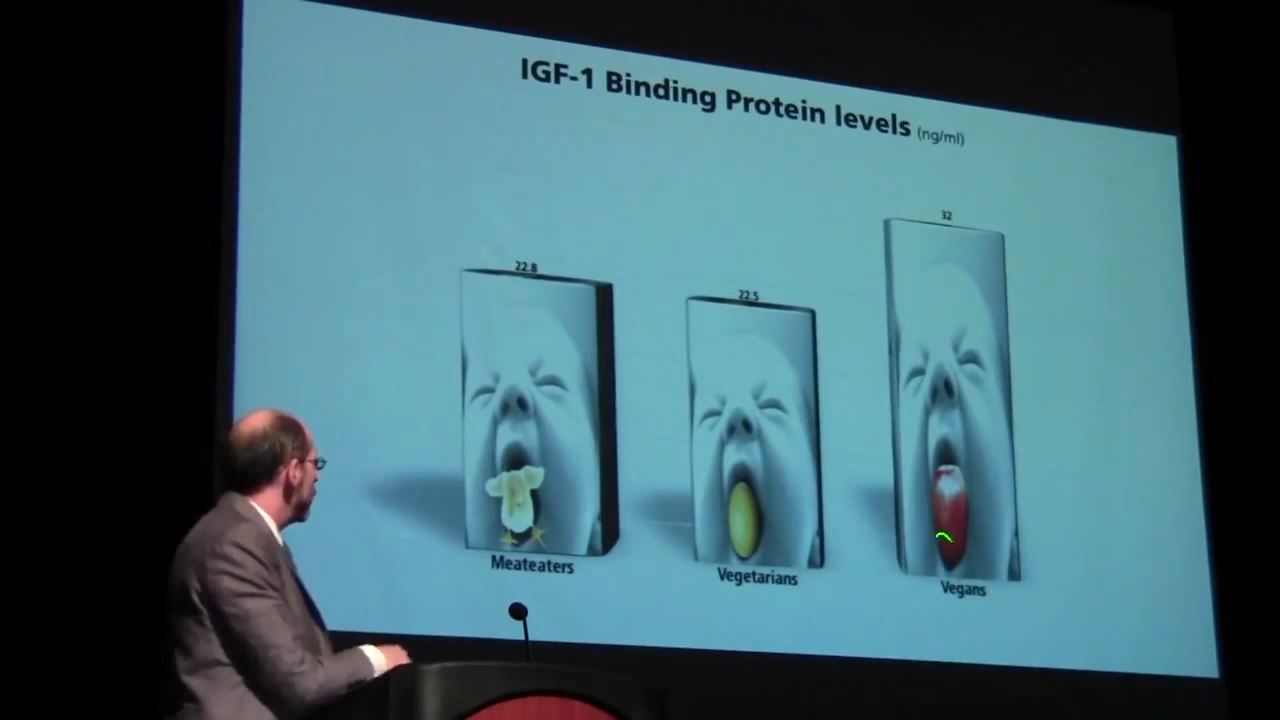 IGF-1 Binding Protein levels (ng/ml)
22.8
22.5
32
Meateaters
Vegetarians
Vegans